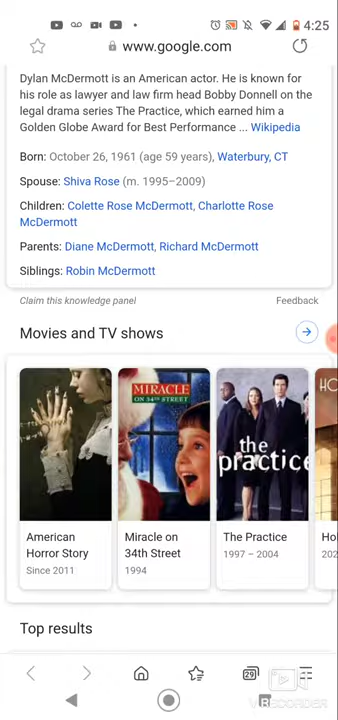 4:25
www.google.com
Dylan McDermott is an American actor. He is known for
his role as lawyer and law firm head Bobby Donnell on the
legal drama series The Practice, which earned him a
Golden Globe Award for Best Performance ... Wikipedia
Born: October 26, 1961 (age 59 years), Waterbury, CT
Spouse: Shiva Rose (m. 1995–2009)
Children: Colette Rose McDermott, Charlotte Rose
McDermott
Parents: Diane McDermott, Richard McDermott
Siblings: Robin McDermott
Claim this knowledge panel
Feedback
Movies and TV shows
MIRACLE
ON 34TH STREET
the
practice
HO
American
Horror Story
Since 2011
Miracle on
34th Street
1994
The Practice
1997 – 2004
Hol
202
Top results
29
VIRECORDER